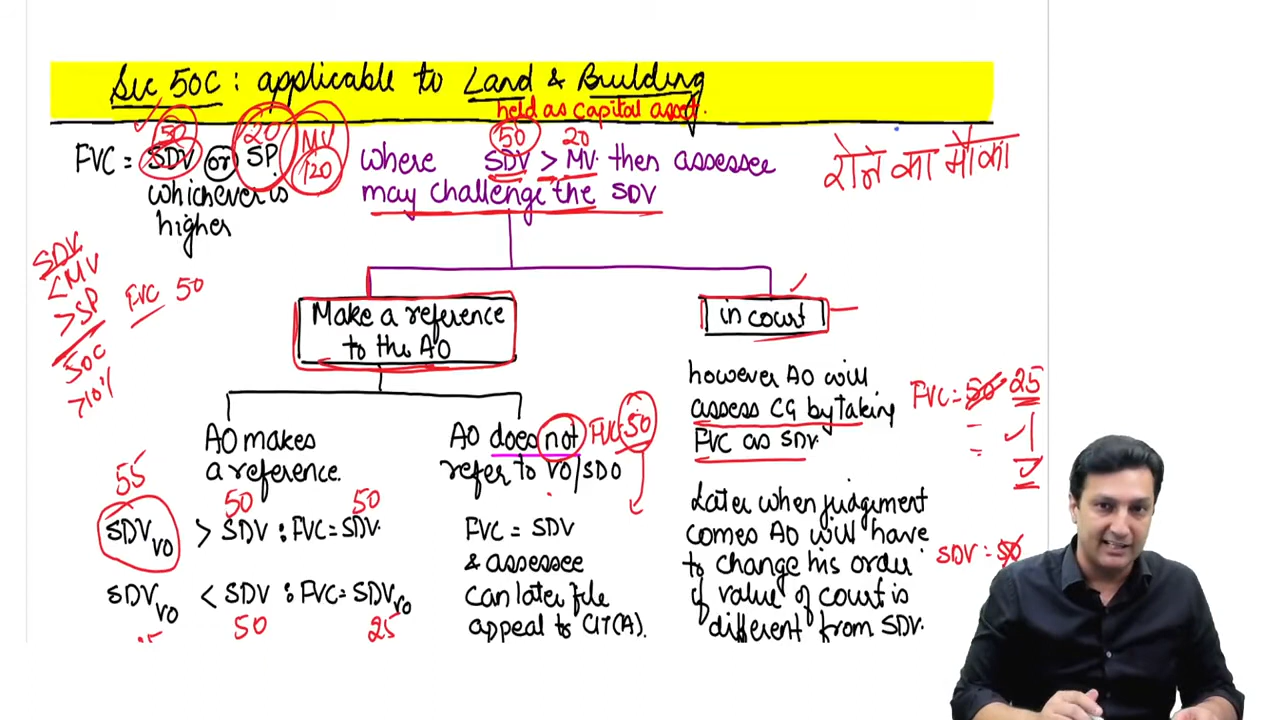 Sec 50C : applicable to Land & Building
held as capital asset.
50 20 MV 120
FVC = SDV or SP
whichever is
higher
50 20
where SDV > MV. then assessee
may challenge the SDV
रोने का मौका
SDV
< MV
> SP
50C
>10%
FVC 50
Make a reference
to the AO
in court
AO makes
a reference.
55
50 50
SDVvo > SDV : FVC = SDV.
SDVvo < SDV : FVC = SDVvo
50 25
AO does not
refer to VO/SDO
FVC 50
FVC = SDV
& assessee
can later file
appeal to CIT(A).
however AO will
assess CG by taking
FVC as SDV.
FVC = 50 25
Later when judgement
comes AO will have
to change his order
if value of court is
different from SDV.
SDV = 50